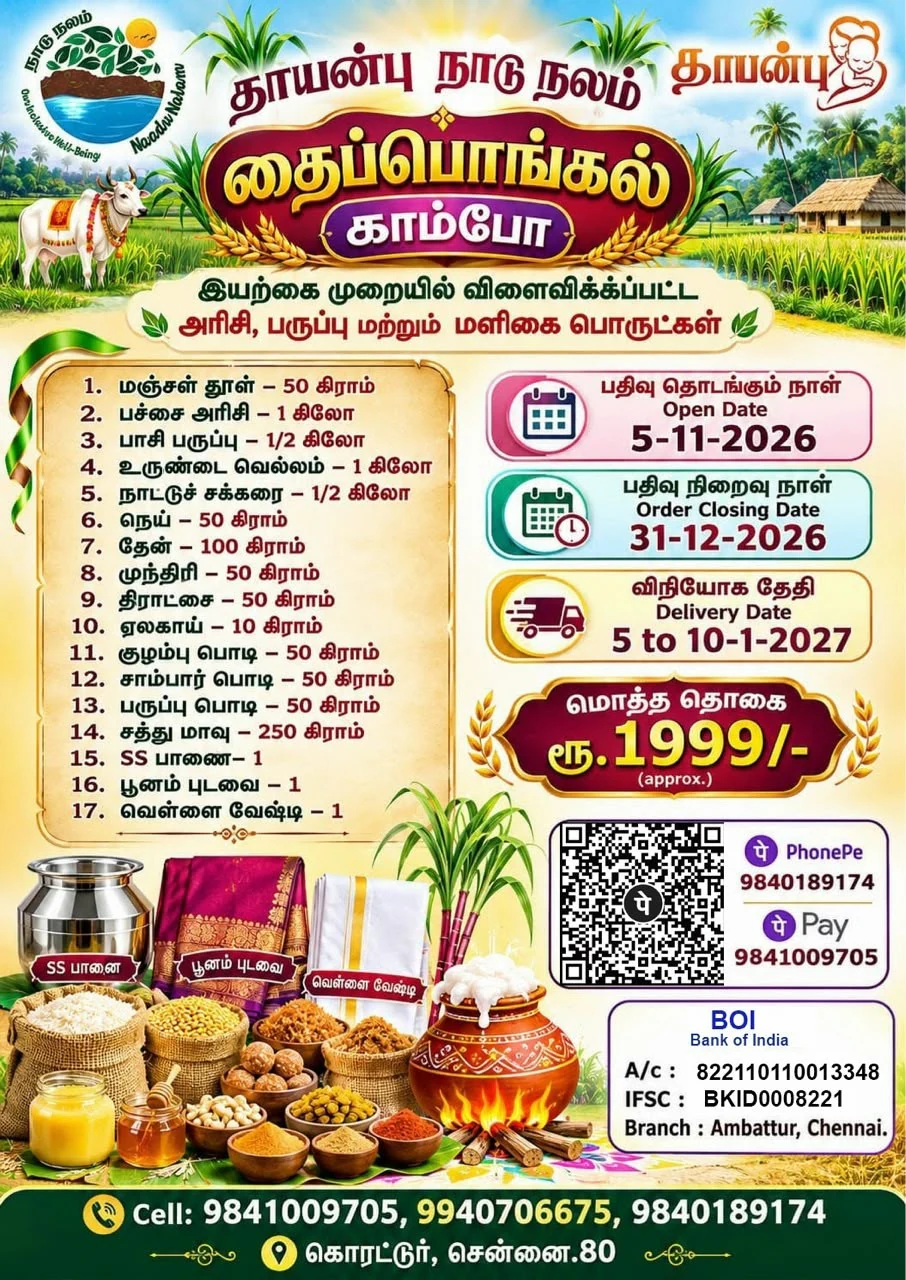 நாடு நலம்
Our Inclusive Well-Being
Naadu Nalam
தாயன்பு நாடு நலம்
தாயன்பு
தைப்பொங்கல்
காம்போ
இயற்கை முறையில் விளைவிக்க்ப்பட்ட
அரிசி, பருப்பு மற்றும் மளிகை பொருட்கள்
1. மஞ்சள் தூள் – 50 கிராம்
2. பச்சை அரிசி – 1 கிலோ
3. பாசி பருப்பு – 1/2 கிலோ
4. உருண்டை வெல்லம் – 1 கிலோ
5. நாட்டுச் சக்கரை – 1/2 கிலோ
6. நெய் – 50 கிராம்
7. தேன் – 100 கிராம்
8. முந்திரி – 50 கிராம்
9. திராட்சை – 50 கிராம்
10. ஏலகாய் – 10 கிராம்
11. குழம்பு பொடி – 50 கிராம்
12. சாம்பார் பொடி – 50 கிராம்
13. பருப்பு பொடி – 50 கிராம்
14. சத்து மாவு – 250 கிராம்
15. SS பாணை– 1
16. பூனம் புடவை – 1
17. வெள்ளை வேஷ்டி – 1
பதிவு தொடங்கும் நாள்
Open Date
5-11-2026
பதிவு நிறைவு நாள்
Order Closing Date
31-12-2026
விநியோக தேதி
Delivery Date
5 to 10-1-2027
மொத்த தொகை
ரூ.1999/-
(approx.)
பே PhonePe
9840189174
பே Pay
9841009705
SS பானை
பூனம் புடவை
வெள்ளை வேஷ்டி
BOI
Bank of India
A/c : 822110110013348
IFSC : BKID0008221
Branch : Ambattur, Chennai.
Cell: 9841009705, 9940706675, 9840189174
கொரட்டுர், சென்னை.80